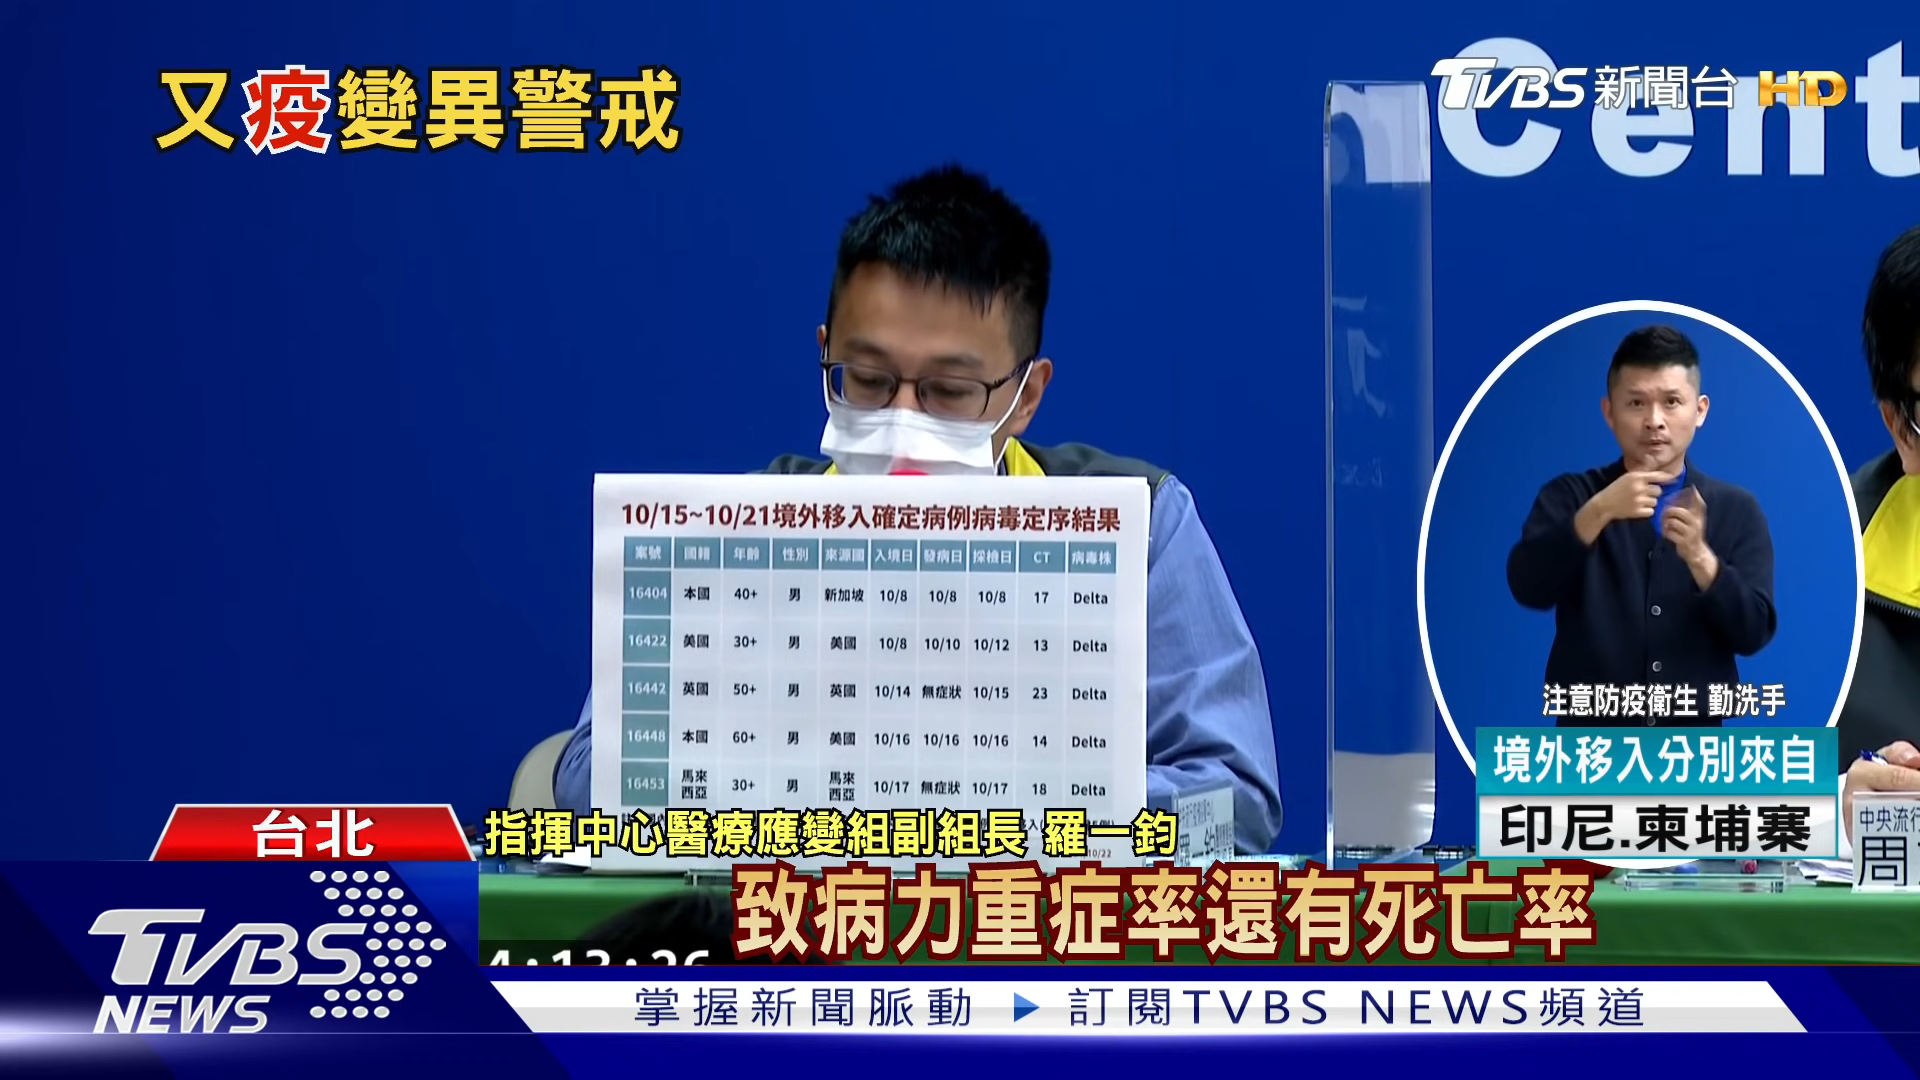 又疫變異警戒
Cent
TVBS新聞台 HD
10/15~10/21境外移入確定病例病毒定序結果
案號 國籍 年齡 性別 來源國 入境日 發病日 採檢日 CT 病毒株
16404 本國 40+ 男 新加坡 10/8 10/8 10/8 17 Delta
16422 美國 30+ 男 美國 10/8 10/10 10/12 13 Delta
16442 英國 50+ 男 英國 10/14 無症狀 10/15 23 Delta
16448 本國 60+ 男 美國 10/16 10/16 10/16 14 Delta
16453 馬來西亞 30+ 男 馬來西亞 10/17 無症狀 10/17 18 Delta
10/22
注意防疫衛生 勤洗手
境外移入分別來自
印尼.柬埔寨
中央流行
周
台北
指揮中心醫療應變組副組長 羅一鈞
致病力重症率還有死亡率
4:13:26
TVBS
NEWS
掌握新聞脈動 ▶ 訂閱TVBS NEWS頻道